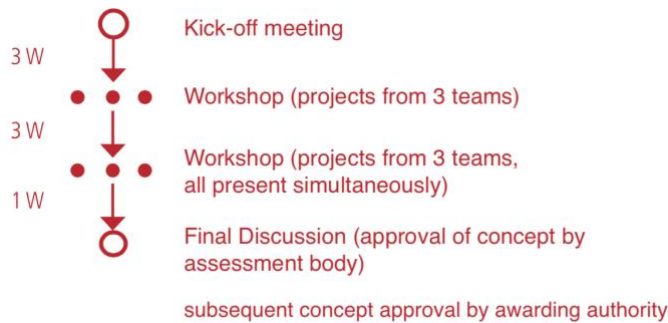 Kick-off meeting
3 W
Workshop (projects from 3 teams)
3 W
Workshop (projects from 3 teams,
all present simultaneously)
1 W
Final Discussion (approval of concept by
assessment body)
subsequent concept approval by awarding authority